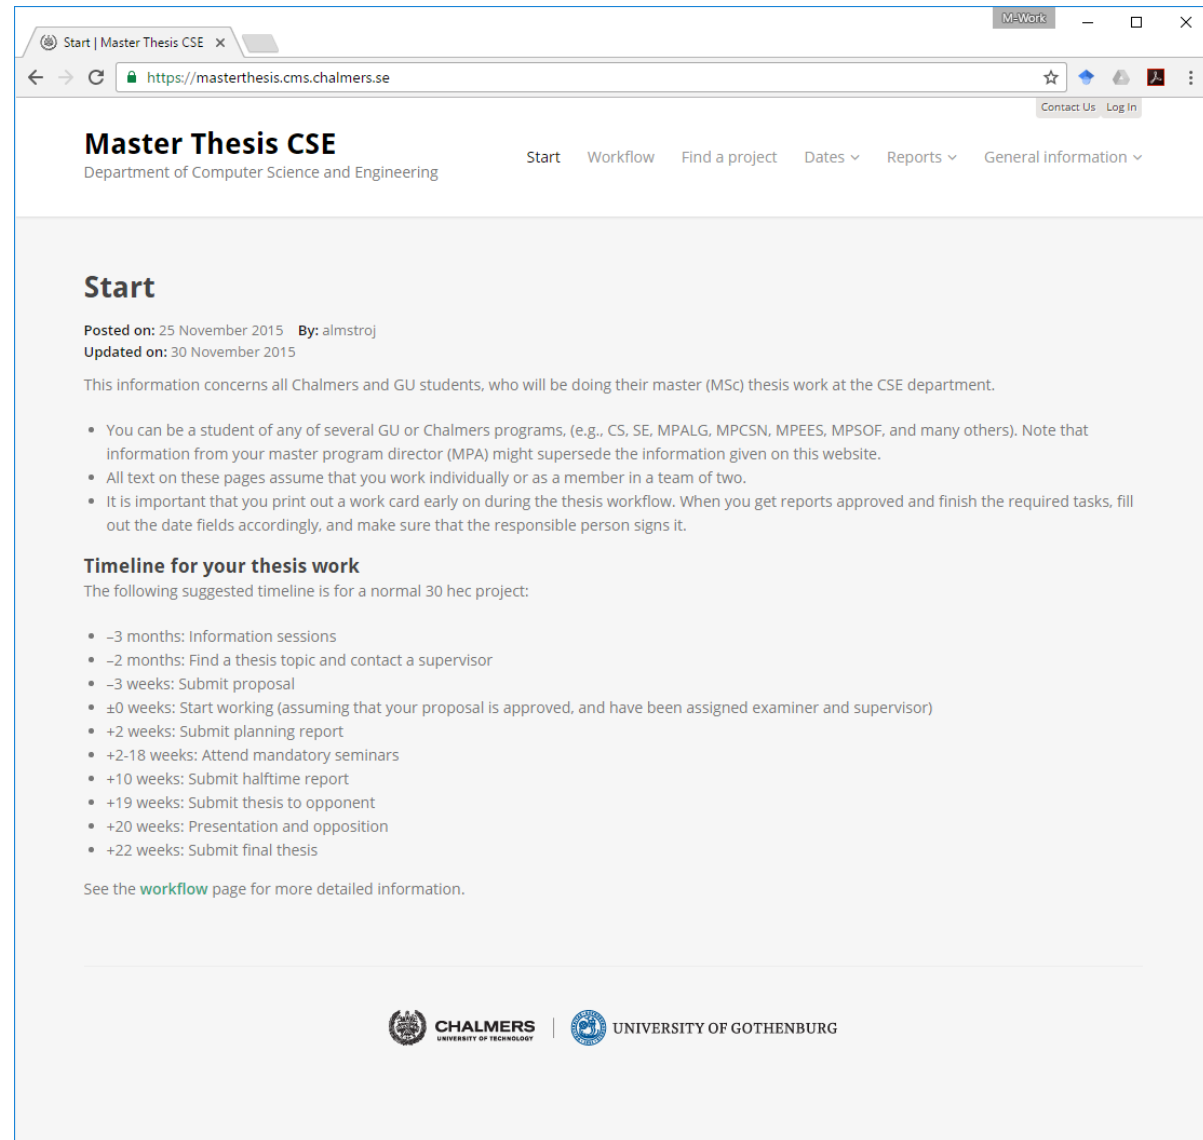 M-Work
Start | Master Thesis CSE
https://masterthesis.cms.chalmers.se
Contact Us Log In
Master Thesis CSE
Department of Computer Science and Engineering
Start Workflow Find a project Dates Reports General information
Start
Posted on: 25 November 2015 By: almstroj
Updated on: 30 November 2015
This information concerns all Chalmers and GU students, who will be doing their master (MSc) thesis work at the CSE department.
• You can be a student of any of several GU or Chalmers programs, (e.g., CS, SE, MPALG, MPCSN, MPEES, MPSOF, and many others). Note that
information from your master program director (MPA) might supersede the information given on this website.
• All text on these pages assume that you work individually or as a member in a team of two.
• It is important that you print out a work card early on during the thesis workflow. When you get reports approved and finish the required tasks, fill
out the date fields accordingly, and make sure that the responsible person signs it.
Timeline for your thesis work
The following suggested timeline is for a normal 30 hec project:
• –3 months: Information sessions
• –2 months: Find a thesis topic and contact a supervisor
• –3 weeks: Submit proposal
• ±0 weeks: Start working (assuming that your proposal is approved, and have been assigned examiner and supervisor)
• +2 weeks: Submit planning report
• +2-18 weeks: Attend mandatory seminars
• +10 weeks: Submit halftime report
• +19 weeks: Submit thesis to opponent
• +20 weeks: Presentation and opposition
• +22 weeks: Submit final thesis
See the workflow page for more detailed information.
CHALMERS
UNIVERSITY OF TECHNOLOGY
UNIVERSITY OF GOTHENBURG